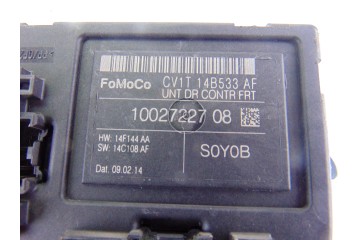 FoMoCo CV1T 14B533 AF
UNT DR CONTR FRT
10027227 08
HW: 14F144 AA
SW: 14C108 AF
S0Y0B
Dat. 09.02.14